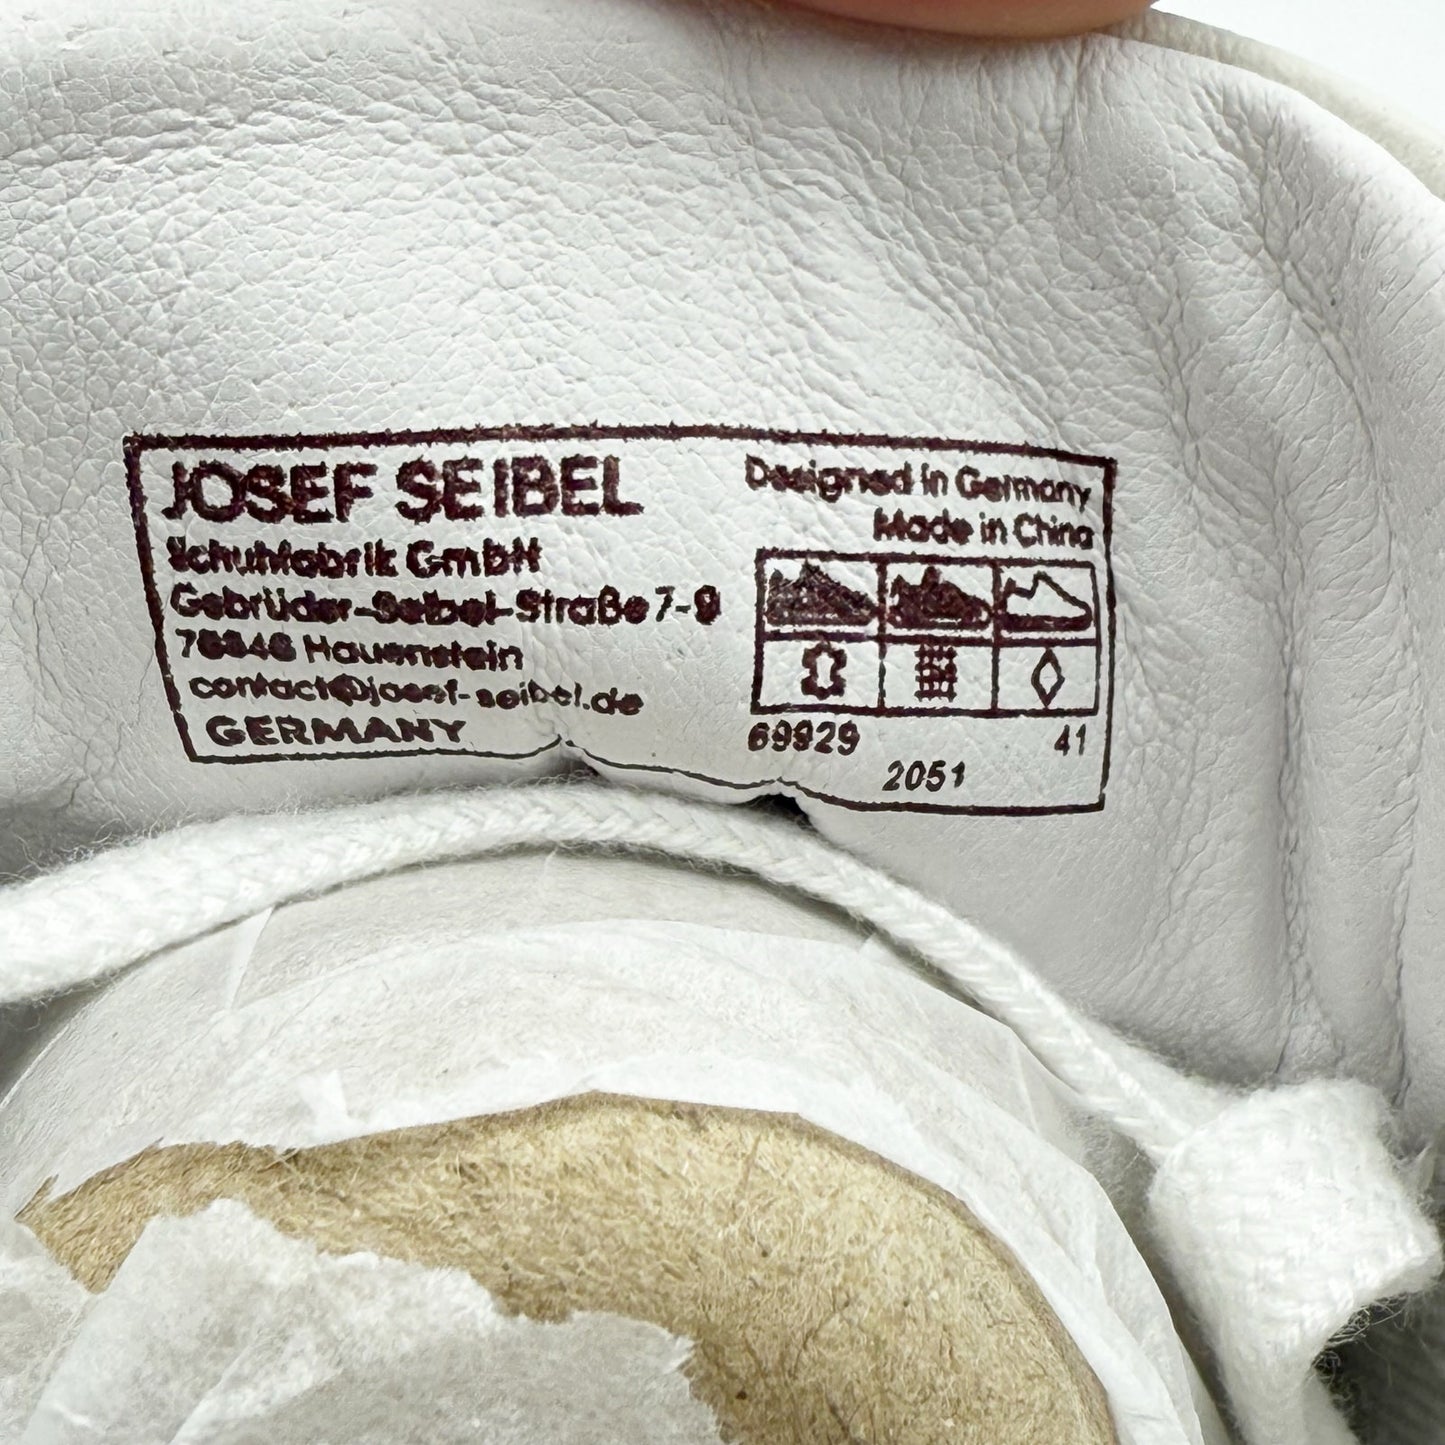 JOSEF SEIBEL
Schuhfabrik GmbH
Gebrüder-Seibel-Straße 7-9
76846 Hauenstein
contact@josef-seibel.de
GERMANY
Designed in Germany
Made in China
69929 41
2051